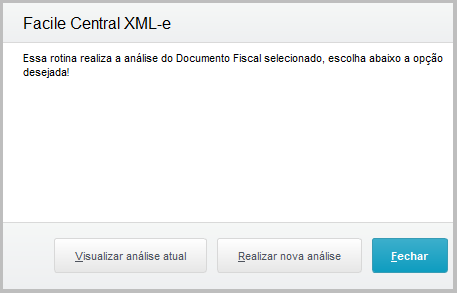 Facile Central XML-e
Essa rotina realiza a análise do Documento Fiscal selecionado, escolha abaixo a opção
desejada!
Visualizar análise atual Realizar nova análise Fechar